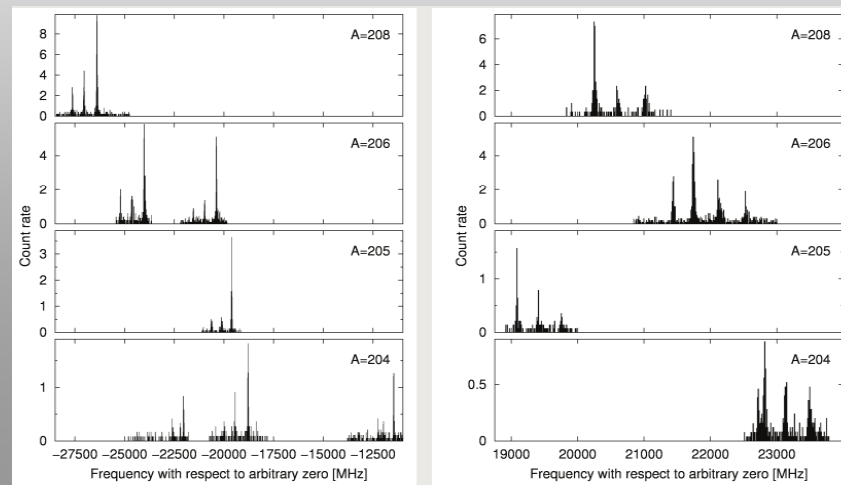 A=208
8
6
4
2
0
A=206
4
2
0
A=205
3
2
1
0
A=204
1
0
Count rate
−27500 −25000 −22500 −20000 −17500 −15000 −12500
Frequency with respect to arbitrary zero [MHz]
A=208
6
4
2
0
A=206
4
2
0
A=205
1
0
A=204
0.5
0
Count rate
19000 20000 21000 22000 23000
Frequency with respect to arbitrary zero [MHz]